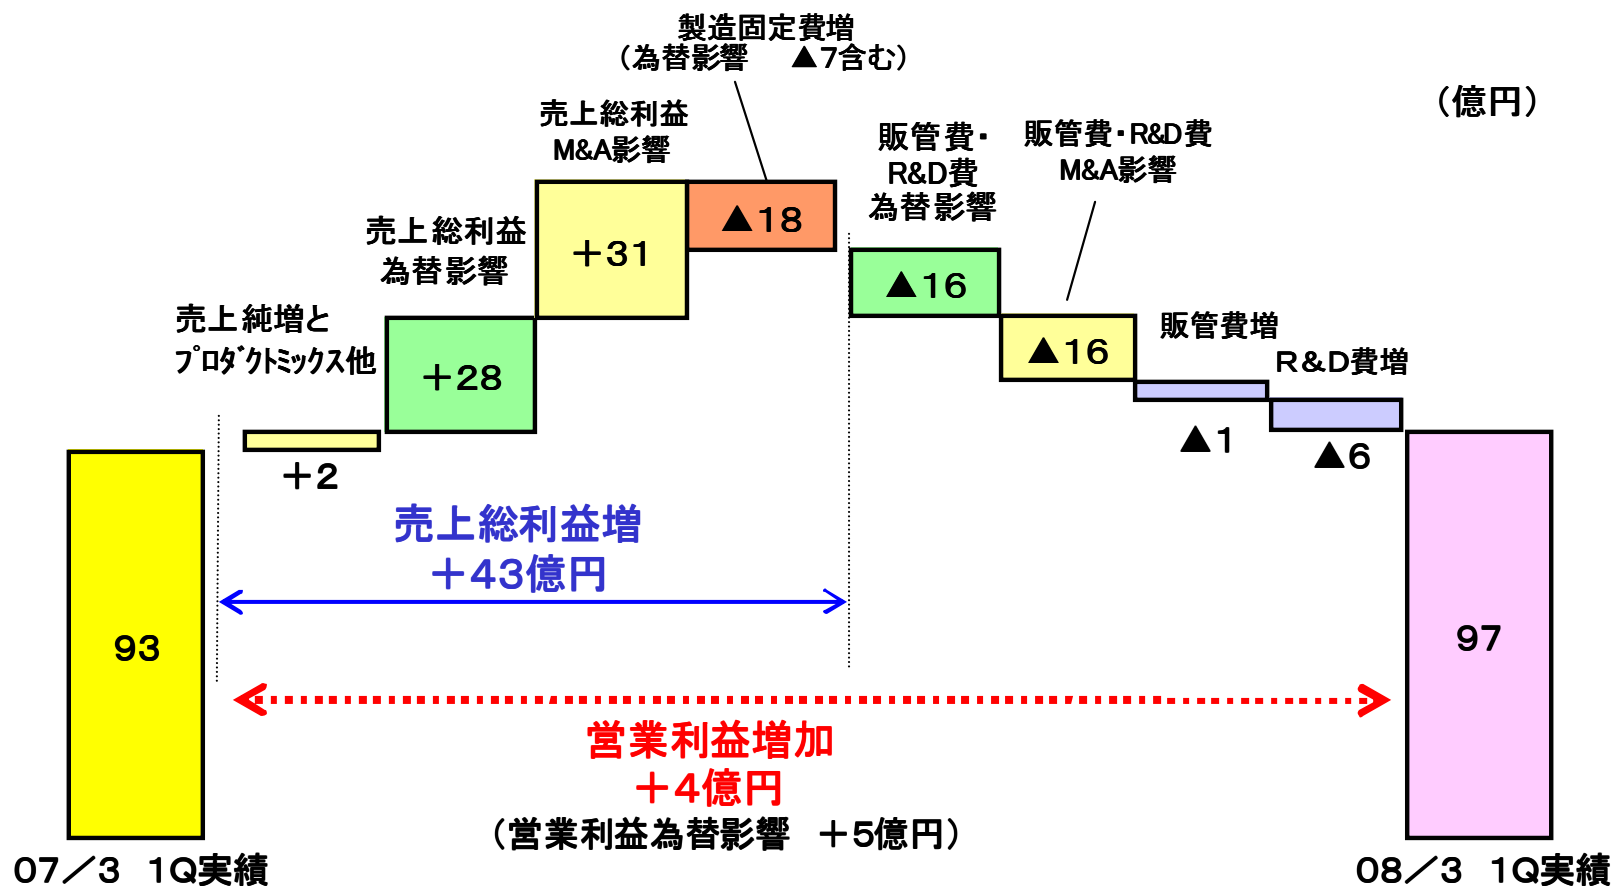 製造固定費増
（為替影響　▲7含む）
（億円）
売上総利益
M&A影響
販管費・
R&D費
為替影響
販管費・R&D費
M&A影響
▲18
売上総利益
為替影響
＋31
▲16
売上純増と
ﾌﾟﾛﾀﾞｸﾄﾐｯｸｽ他
＋28
▲16
販管費増
R＆D費増
＋2
▲1
▲6
売上総利益増
＋43億円
93
97
営業利益増加
＋4億円
（営業利益為替影響　＋5億円）
07／3　1Q実績
08／3　1Q実績